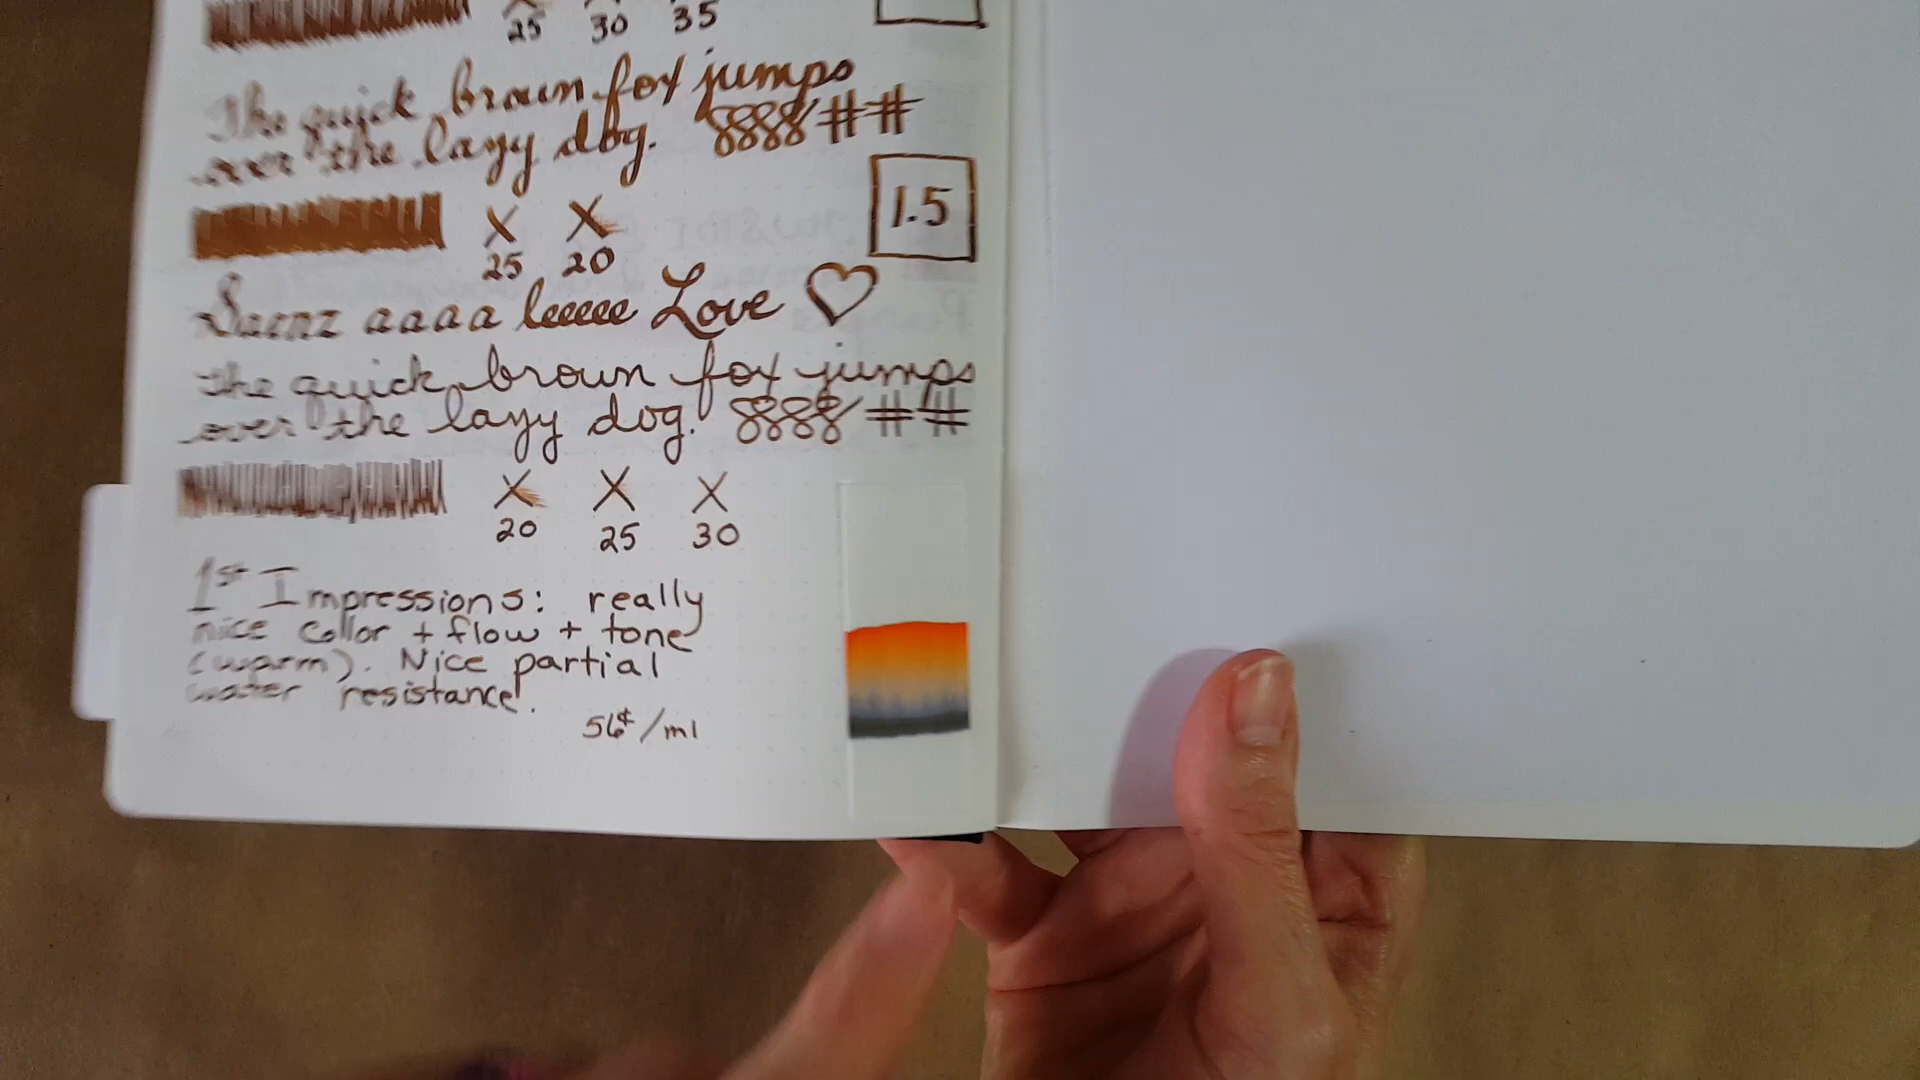 25 30 35
The quick brown fox jumps
over the lazy dog. 8888 ##
1.5
X X
25 20
aaaa leeeee Love ♡
the quick brown fox jumps
over the lazy dog. 8888 ##
X X X
20 25 30
1st Impressions: really
nice color + flow + tone
(warm). Nice partial
water resistance.
56¢/ml